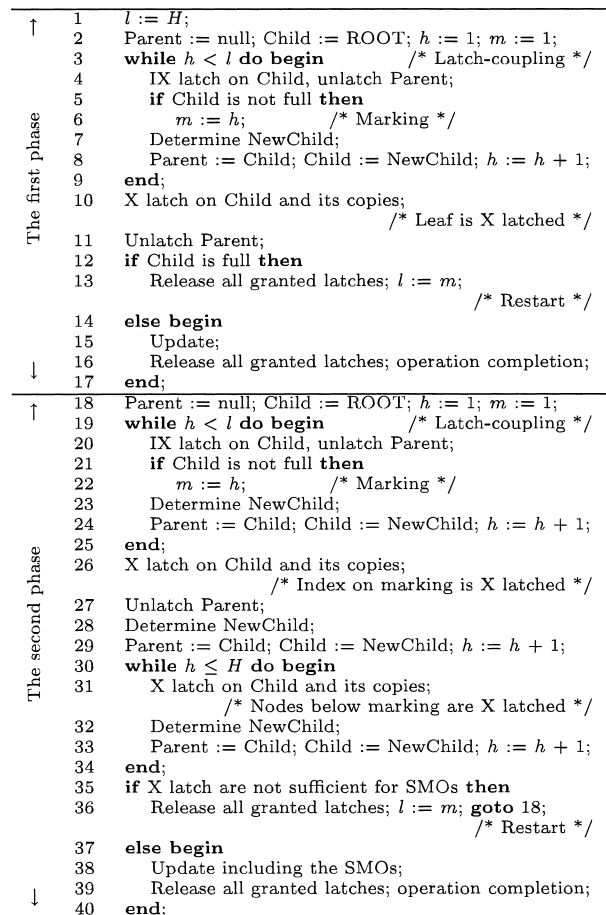 1 l := H;
2 Parent := null; Child := ROOT; h := 1; m := 1;
3 while h < l do begin /* Latch-coupling */
4 IX latch on Child, unlatch Parent;
5 if Child is not full then
6 m := h; /* Marking */
7 Determine NewChild;
8 Parent := Child; Child := NewChild; h := h + 1;
9 end;
10 X latch on Child and its copies;
/* Leaf is X latched */
11 Unlatch Parent;
12 if Child is full then
13 Release all granted latches; l := m;
/* Restart */
14 else begin
15 Update;
16 Release all granted latches; operation completion;
17 end;
↑ The first phase ↓
18 Parent := null; Child := ROOT; h := 1; m := 1;
19 while h < l do begin /* Latch-coupling */
20 IX latch on Child, unlatch Parent;
21 if Child is not full then
22 m := h; /* Marking */
23 Determine NewChild;
24 Parent := Child; Child := NewChild; h := h + 1;
25 end;
26 X latch on Child and its copies;
/* Index on marking is X latched */
27 Unlatch Parent;
28 Determine NewChild;
29 Parent := Child; Child := NewChild; h := h + 1;
30 while h ≤ H do begin
31 X latch on Child and its copies;
/* Nodes below marking are X latched */
32 Determine NewChild;
33 Parent := Child; Child := NewChild; h := h + 1;
34 end;
35 if X latch are not sufficient for SMOs then
36 Release all granted latches; l := m; goto 18;
/* Restart */
37 else begin
38 Update including the SMOs;
39 Release all granted latches; operation completion;
40 end;
↑ The second phase ↓